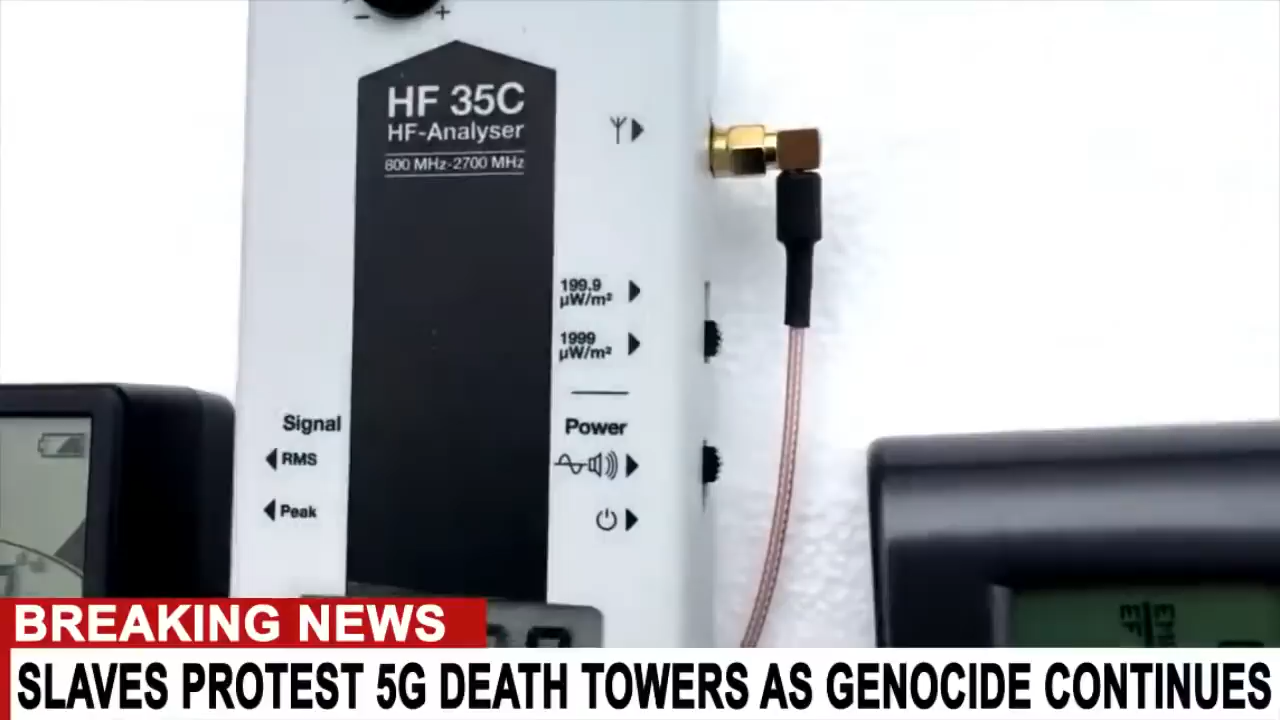 − +
HF 35C
HF-Analyser
800 MHz-2700 MHz
199.9
µW/m²
1999
µW/m²
Signal
Power
RMS
Peak
BREAKING NEWS
SLAVES PROTEST 5G DEATH TOWERS AS GENOCIDE CONTINUES